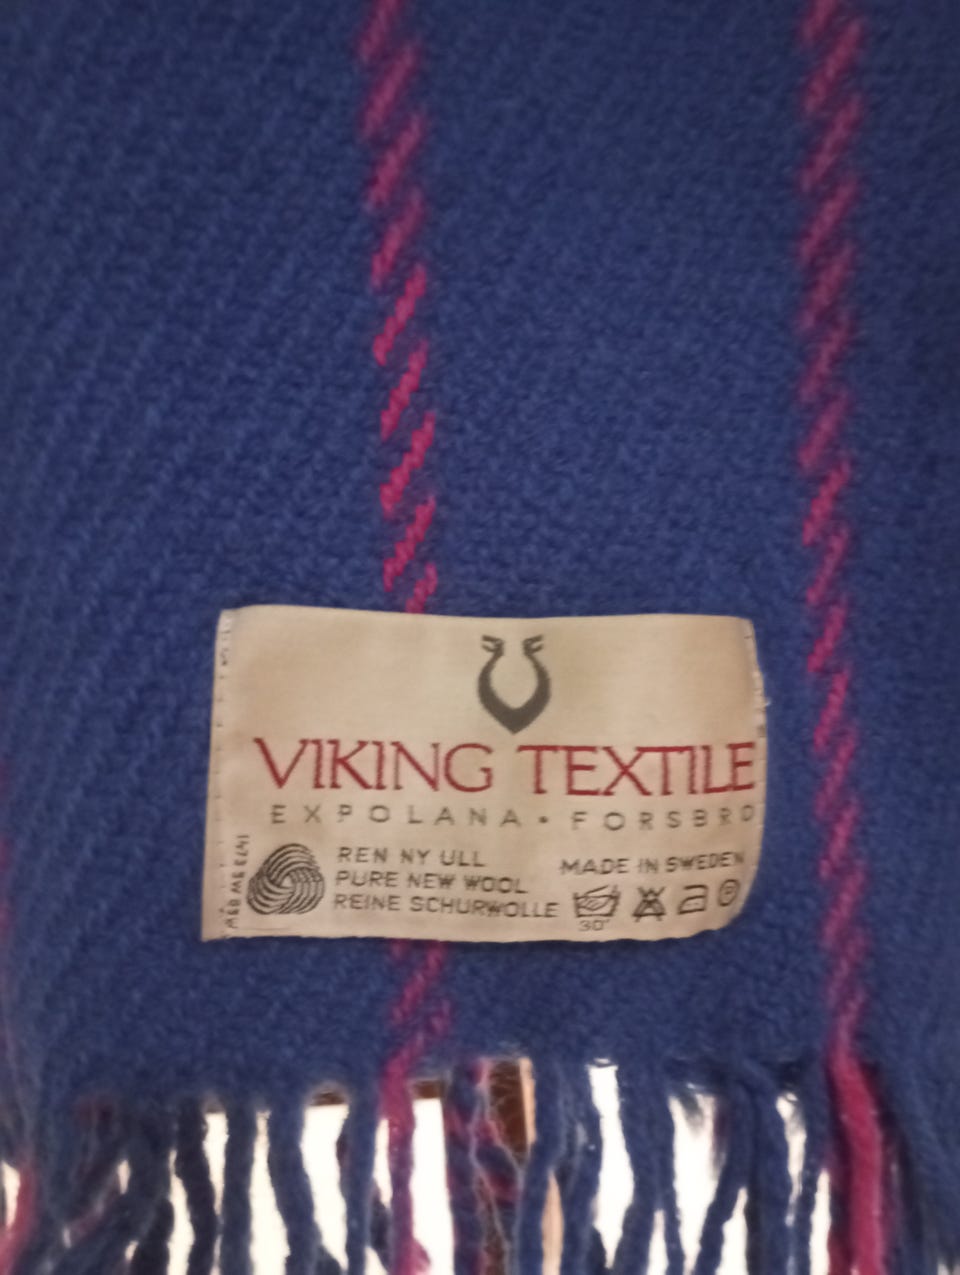 VIKING TEXTILE
EXPOLANA • FORSBRO
REN NY ULL
PURE NEW WOOL
REINE SCHURWOLLE
MADE IN SWEDEN
30°